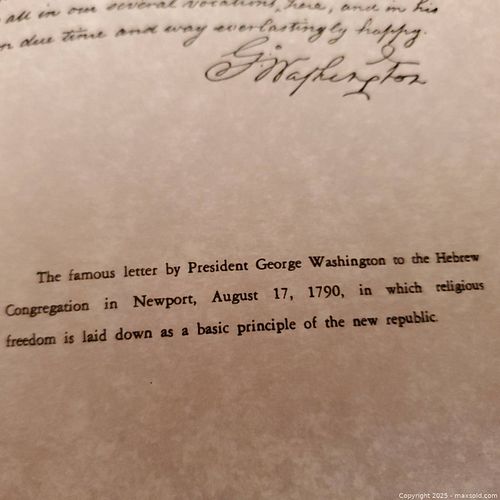 all in our several vocations, here, and in his
n due time and way everlastingly happy.
G. Washington
The famous letter by President George Washington to the Hebrew
Congregation in Newport, August 17, 1790, in which religious
freedom is laid down as a basic principle of the new republic.
Copyright 2025 - maxsold.com